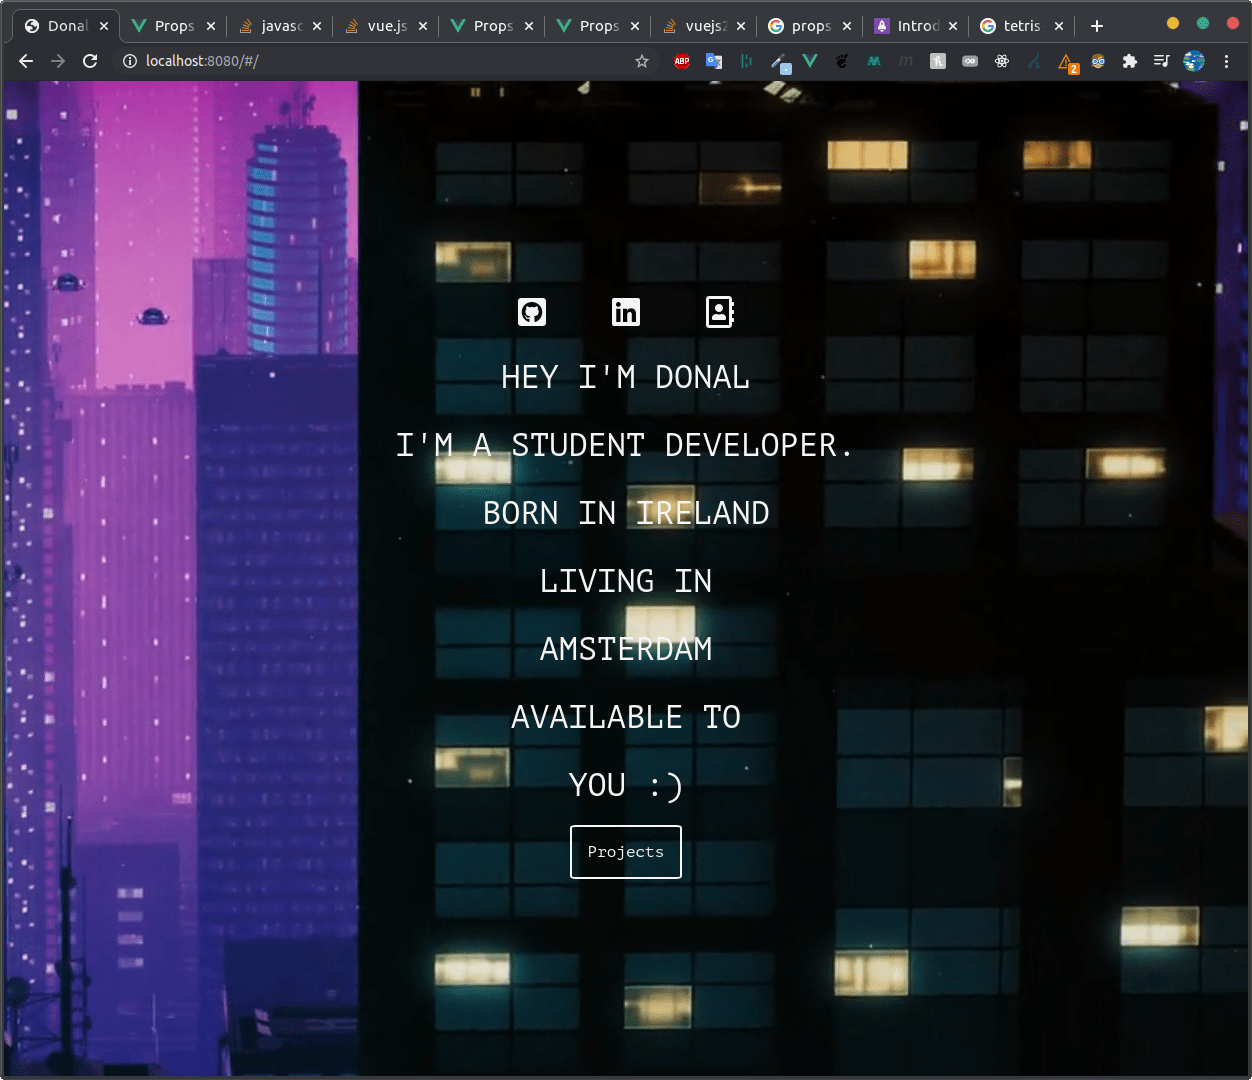 Donal
Props
javasc
vue.js
Props
Props
vuejs2
props
Introd
tetris
localhost:8080/#/
ABP
2
in
HEY I'M DONAL
I'M A STUDENT DEVELOPER.
BORN IN IRELAND
LIVING IN
AMSTERDAM
AVAILABLE TO
YOU :)
Projects